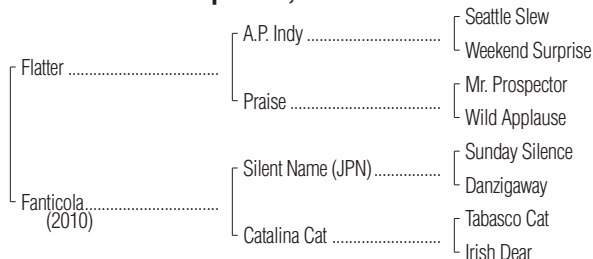 Seattle Slew
A.P. Indy ..................................
Weekend Surprise
Flatter ......................................
Mr. Prospector
Praise .......................................
Wild Applause
Sunday Silence
Silent Name (JPN).................
Danzigaway
Fanticola..................................
(2010)
Tabasco Cat
Catalina Cat ...........................
Irish Dear